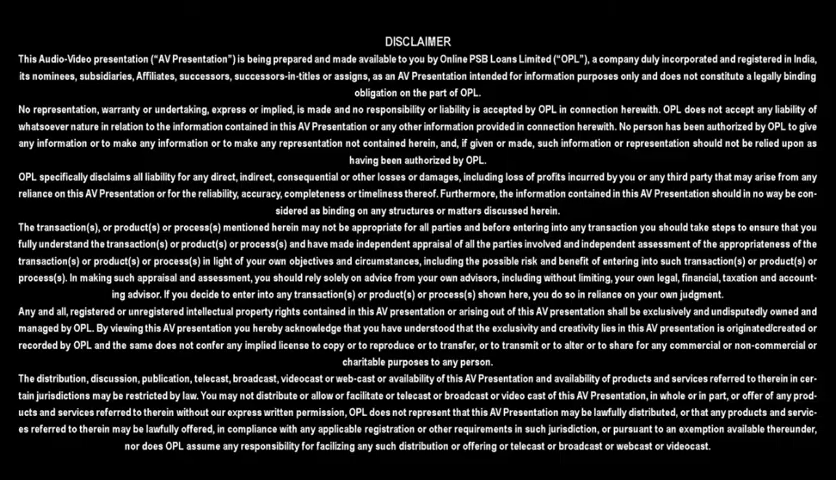 DISCLAIMER
This Audio-Video presentation (“AV Presentation”) is being prepared and made available to you by Online PSB Loans Limited (“OPL”), a company duly incorporated and registered in India,
its nominees, subsidiaries, Affiliates, successors, successors-in-titles or assigns, as an AV Presentation intended for information purposes only and does not constitute a legally binding
obligation on the part of OPL.
No representation, warranty or undertaking, express or implied, is made and no responsibility or liability is accepted by OPL in connection herewith. OPL does not accept any liability of
whatsoever nature in relation to the information contained in this AV Presentation or any other information provided in connection herewith. No person has been authorized by OPL to give
any information or to make any information or to make any representation not contained herein, and, if given or made, such information or representation should not be relied upon as
having been authorized by OPL.
OPL specifically disclaims all liability for any direct, indirect, consequential or other losses or damages, including loss of profits incurred by you or any third party that may arise from any
reliance on this AV Presentation or for the reliability, accuracy, completeness or timeliness thereof. Furthermore, the information contained in this AV Presentation should in no way be con-
sidered as binding on any structures or matters discussed herein.
The transaction(s), or product(s) or process(s) mentioned herein may not be appropriate for all parties and before entering into any transaction you should take steps to ensure that you
fully understand the transaction(s) or product(s) or process(s) and have made independent appraisal of all the parties involved and independent assessment of the appropriateness of the
transaction(s) or product(s) or process(s) in light of your own objectives and circumstances, including the possible risk and benefit of entering into such transaction(s) or product(s) or
process(s). In making such appraisal and assessment, you should rely solely on advice from your own advisors, including without limiting, your own legal, financial, taxation and account-
ing advisor. If you decide to enter into any transaction(s) or product(s) or process(s) shown here, you do so in reliance on your own judgment.
Any and all, registered or unregistered intellectual property rights contained in this AV presentation or arising out of this AV presentation shall be exclusively and undisputedly owned and
managed by OPL. By viewing this AV presentation you hereby acknowledge that you have understood that the exclusivity and creativity lies in this AV presentation is originated/created or
recorded by OPL and the same does not confer any implied license to copy or to reproduce or to transfer, or to transmit or to alter or to share for any commercial or non-commercial or
charitable purposes to any person.
The distribution, discussion, publication, telecast, broadcast, videocast or web-cast or availability of this AV Presentation and availability of products and services referred to therein in cer-
tain jurisdictions may be restricted by law. You may not distribute or allow or facilitate or telecast or broadcast or video cast of this AV Presentation, in whole or in part, or offer of any prod-
ucts and services referred to therein without our express written permission, OPL does not represent that this AV Presentation may be lawfully distributed, or that any products and servic-
es referred to therein may be lawfully offered, in compliance with any applicable registration or other requirements in such jurisdiction, or pursuant to an exemption available thereunder,
nor does OPL assume any responsibility for facilizing any such distribution or offering or telecast or broadcast or webcast or videocast.